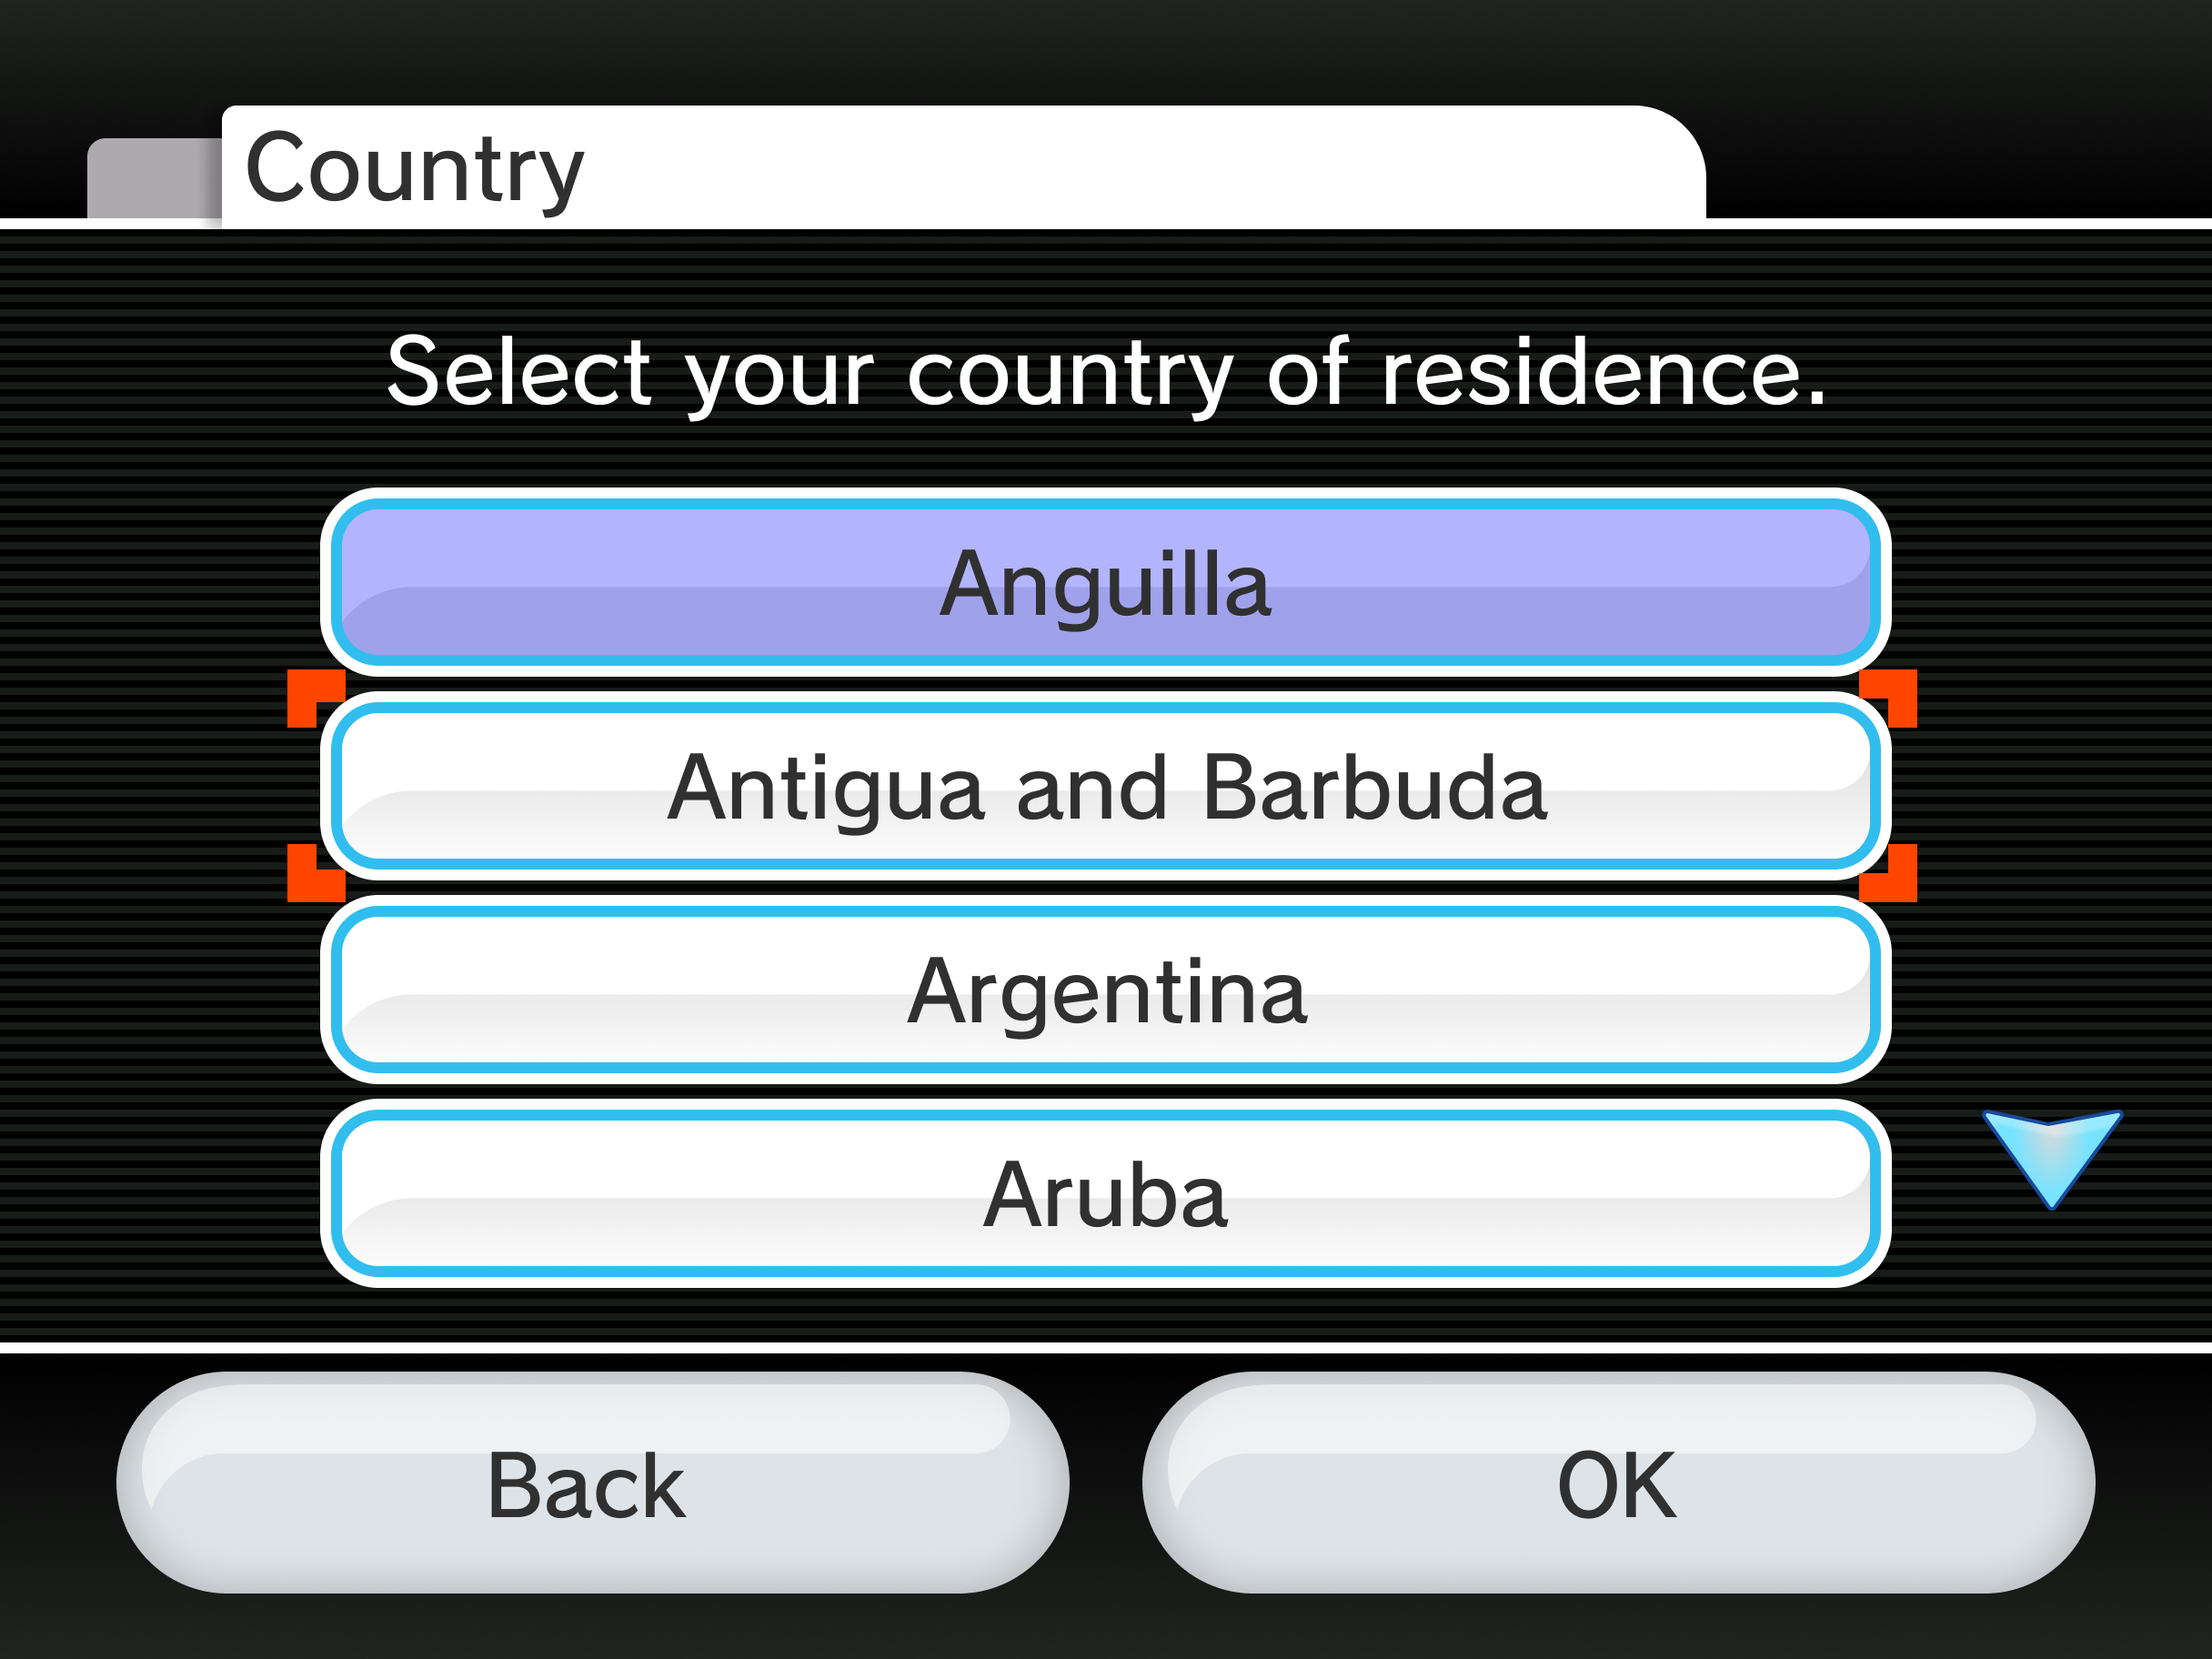 Country
Select your country of residence.
Anguilla
Antigua and Barbuda
Argentina
Aruba
Back
OK